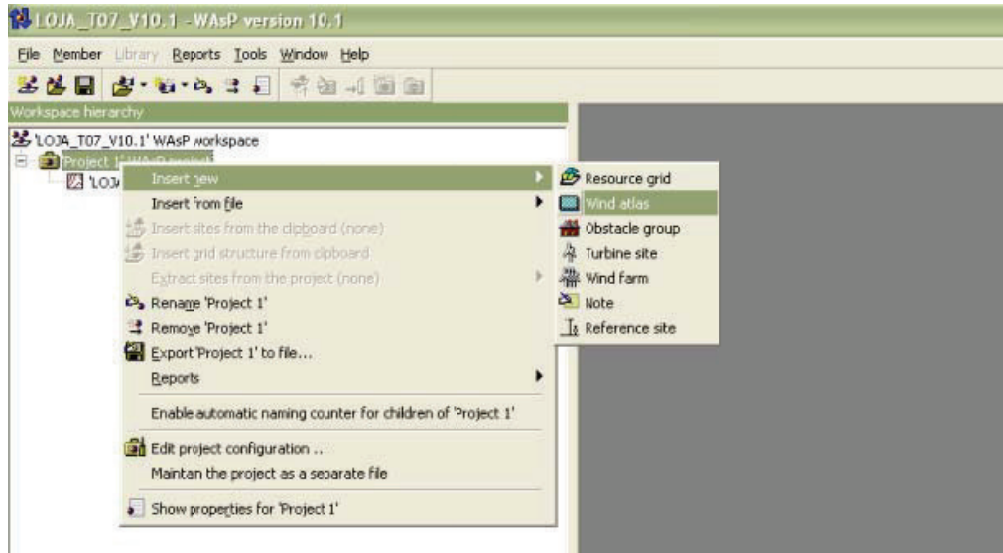 LOJA_T07_V10.1 -WAsP version 10.1
File Member Library Reports Tools Window Help
Workspace hierarchy
'LOJA_T07_V10.1' WAsP workspace
'Project 1' WAsP project
'LOJA
Insert new
Insert from file
Insert sites from the clipboard (none)
Insert grid structure from clipboard
Extract sites from the project (none)
Rename 'Project 1'
Remove 'Project 1'
Export 'Project 1' to file...
Reports
Enable automatic naming counter for children of 'Project 1'
Edit project configuration ..
Maintan the project as a separate file
Show properties for 'Project 1'
Resource grid
Wind atlas
Obstacle group
Turbine site
Wind farm
Note
Reference site